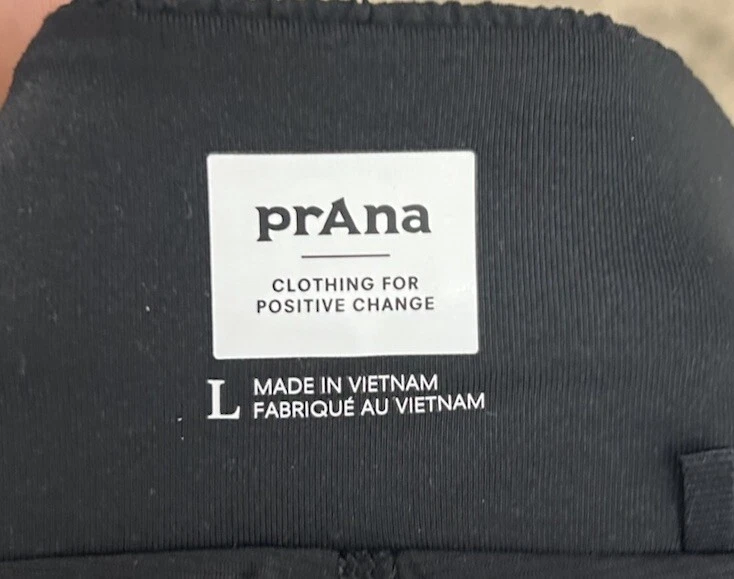 prAna
CLOTHING FOR
POSITIVE CHANGE
L
MADE IN VIETNAM
FABRIQUÉ AU VIETNAM